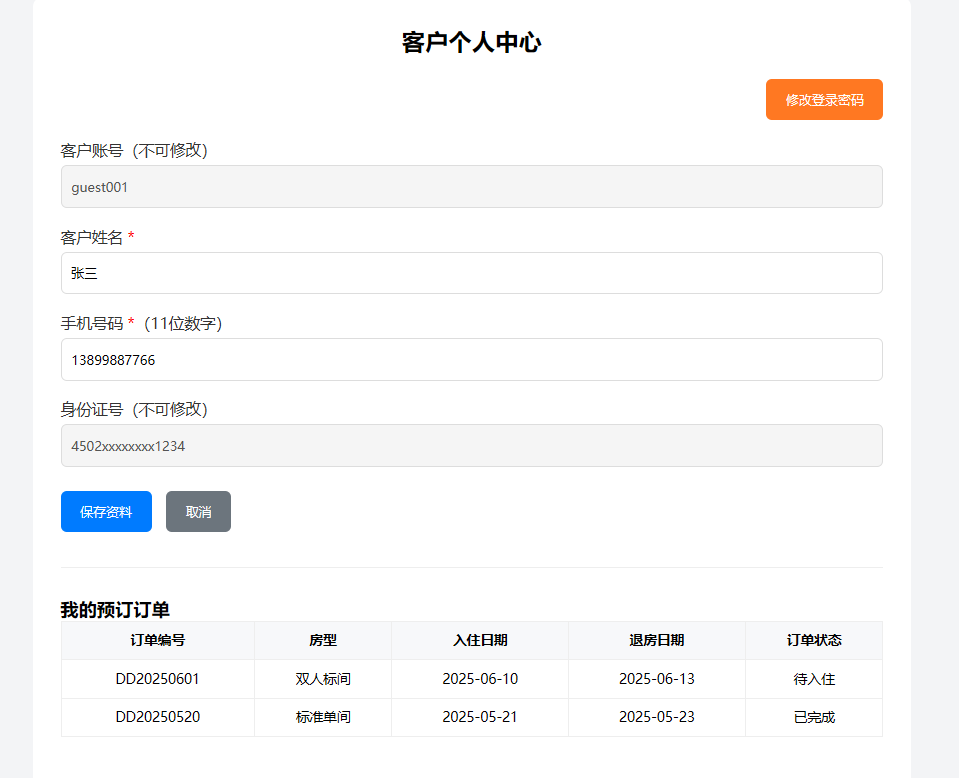 客户个人中心
修改登录密码
客户账号（不可修改）
guest001
客户姓名 *
张三
手机号码 *（11位数字）
13899887766
身份证号（不可修改）
4502xxxxxxxx1234
保存资料 取消
我的预订订单
订单编号 房型 入住日期 退房日期 订单状态
DD20250601 双人标间 2025-06-10 2025-06-13 待入住
DD20250520 标准单间 2025-05-21 2025-05-23 已完成